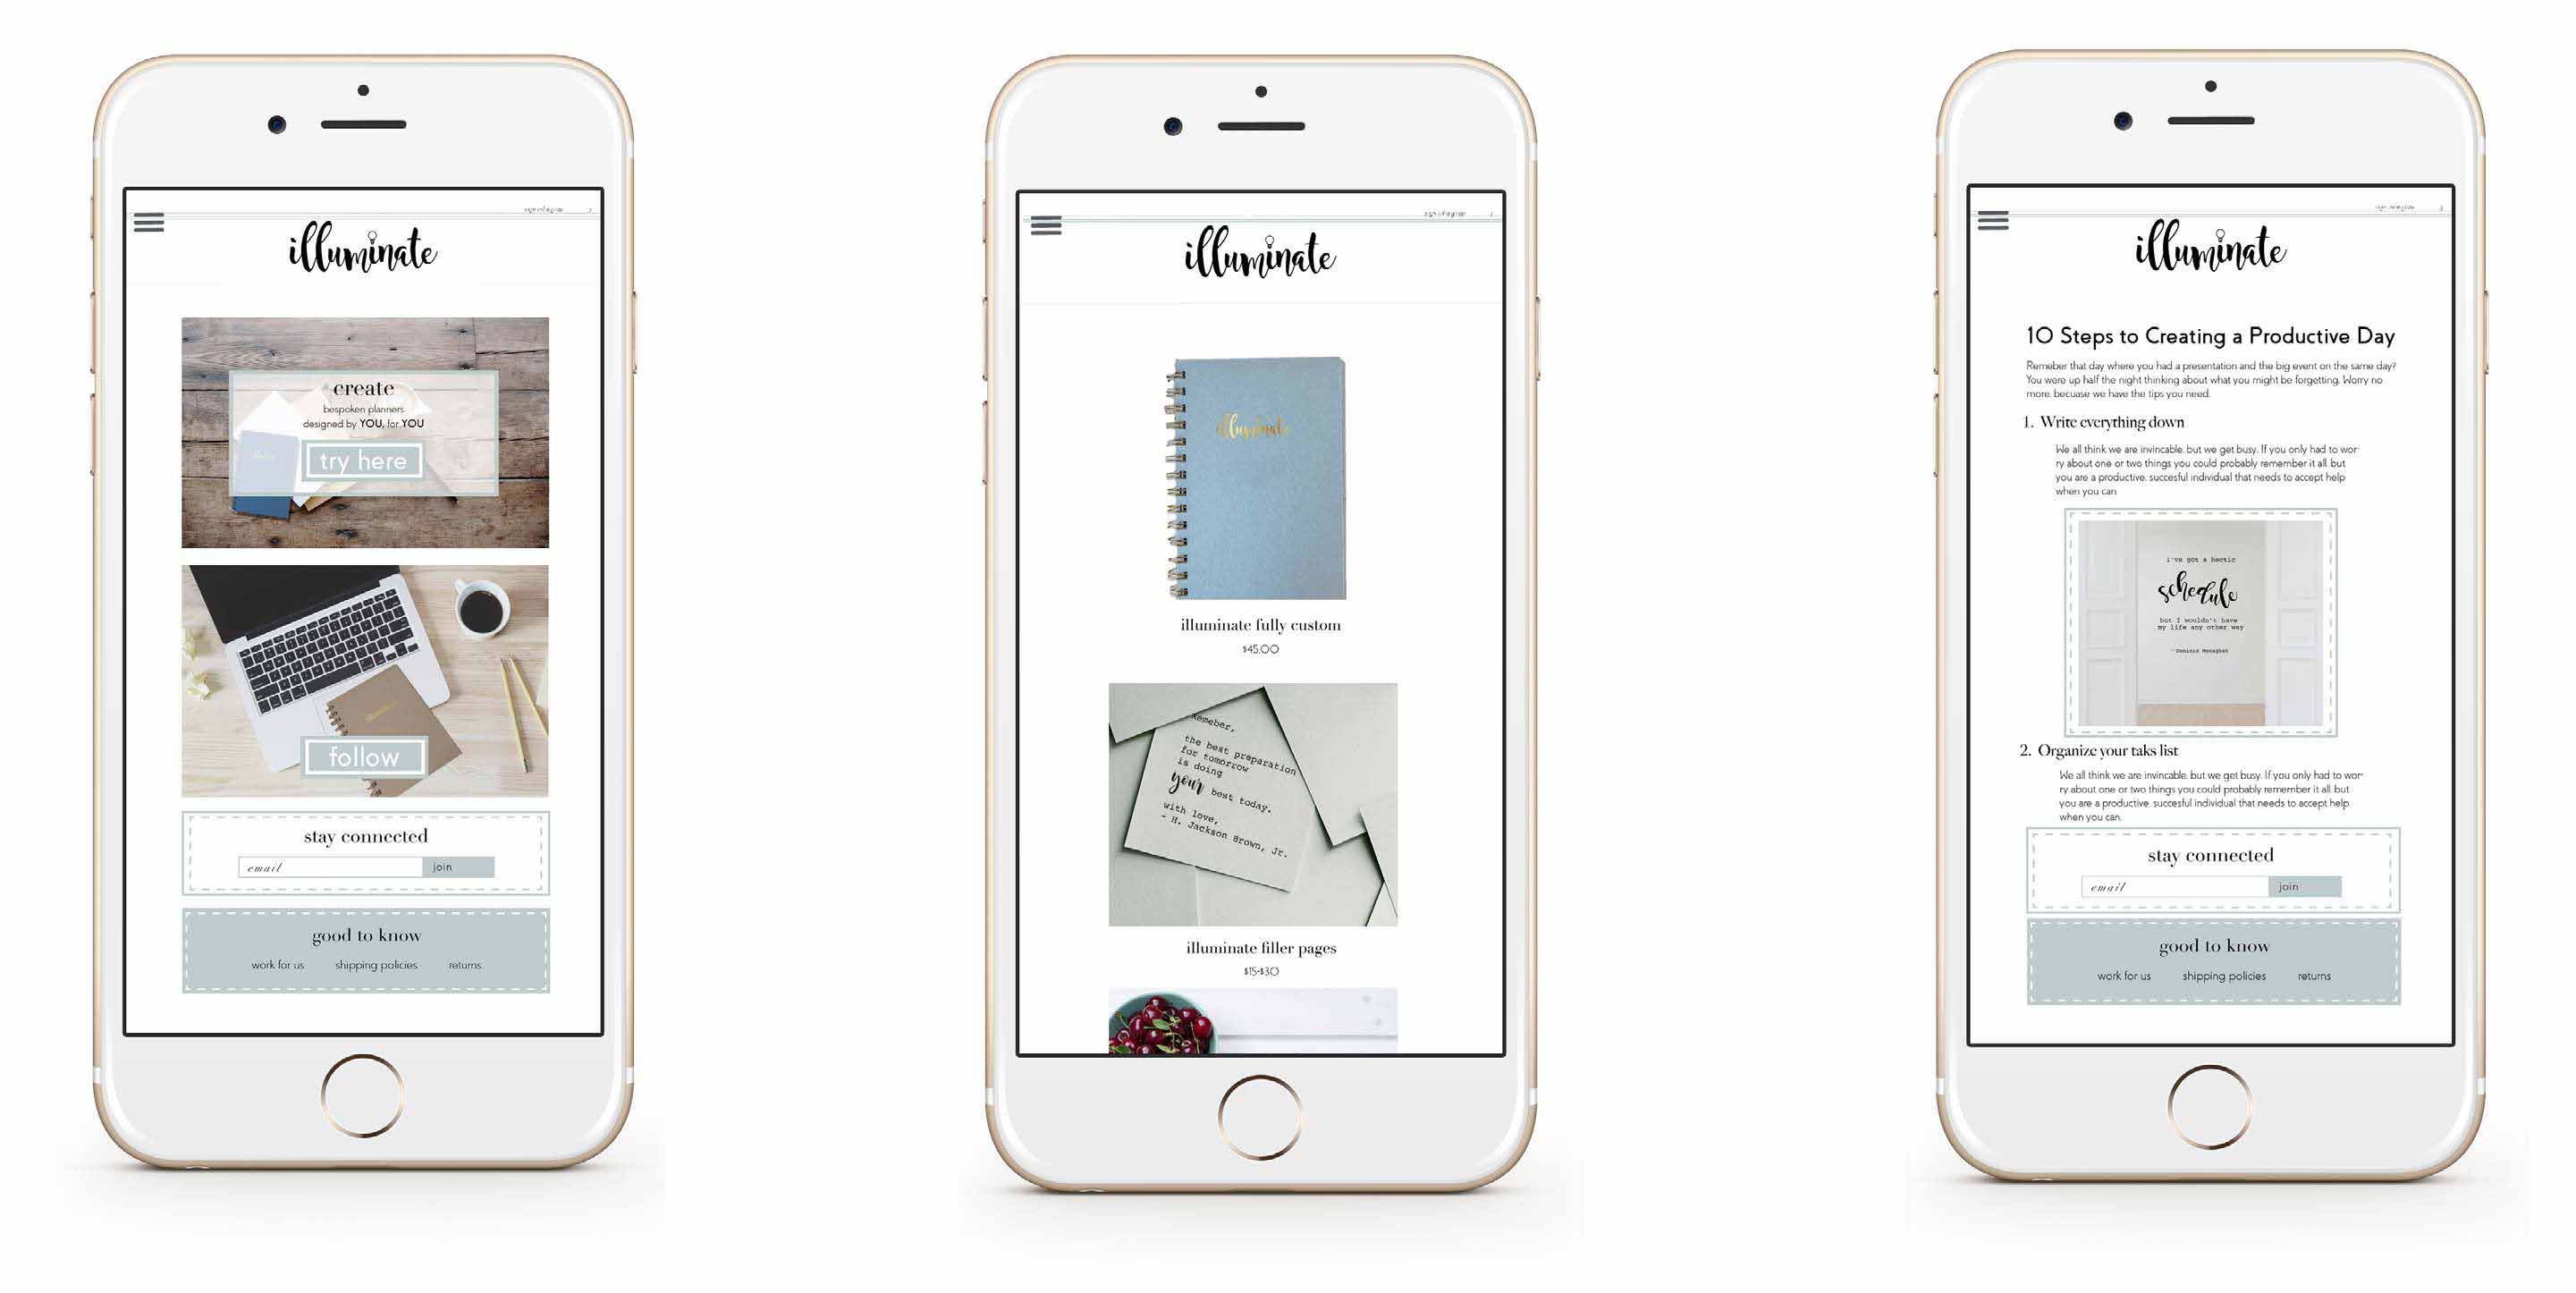 illuminate
create
bespoken planners
designed by YOU, for YOU
try here
follow
stay connected
email
join
good to know
work for us
shipping policies
returns
illuminate
illuminate
illuminate fully custom
$45.00
Remeber,
the best preparation
for tomorrow
is doing
your best today.
with love,
- H. Jackson Brown, Jr.
illuminate filler pages
$15-$30
illuminate
10 Steps to Creating a Productive Day
Remeber that day where you had a presentation and the big event on the same day?
You were up half the night thinking about what you might be forgetting. Worry no
more, becuase we have the tips you need.
1. Write everything down
We all think we are invincable, but we get busy. If you only had to wor-
ry about one or two things you could probably remember it all, but
you are a productive, succesful individual that needs to accept help
when you can.
i've got a hectic
schedule
but I wouldn't have
my life any other way
-Dominic Monaghan
2. Organize your taks list
We all think we are invincable, but we get busy. If you only had to wor-
ry about one or two things you could probably remember it all, but
you are a productive, succesful individual that needs to accept help
when you can.
stay connected
email
join
good to know
work for us
shipping policies
returns